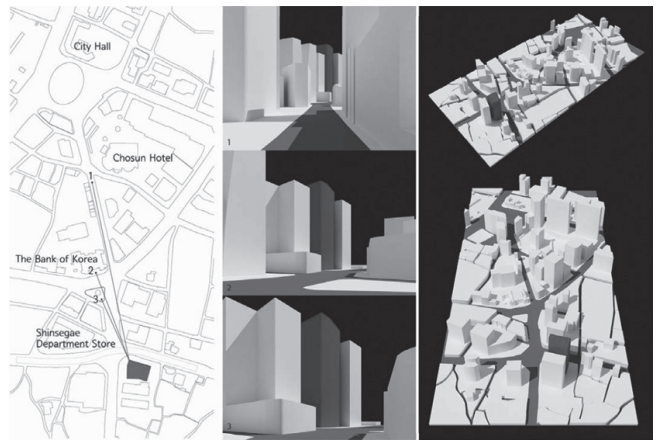 City Hall
Chosun Hotel
1
The Bank of Korea
2
3
Shinsegae
Department Store
1
2
3